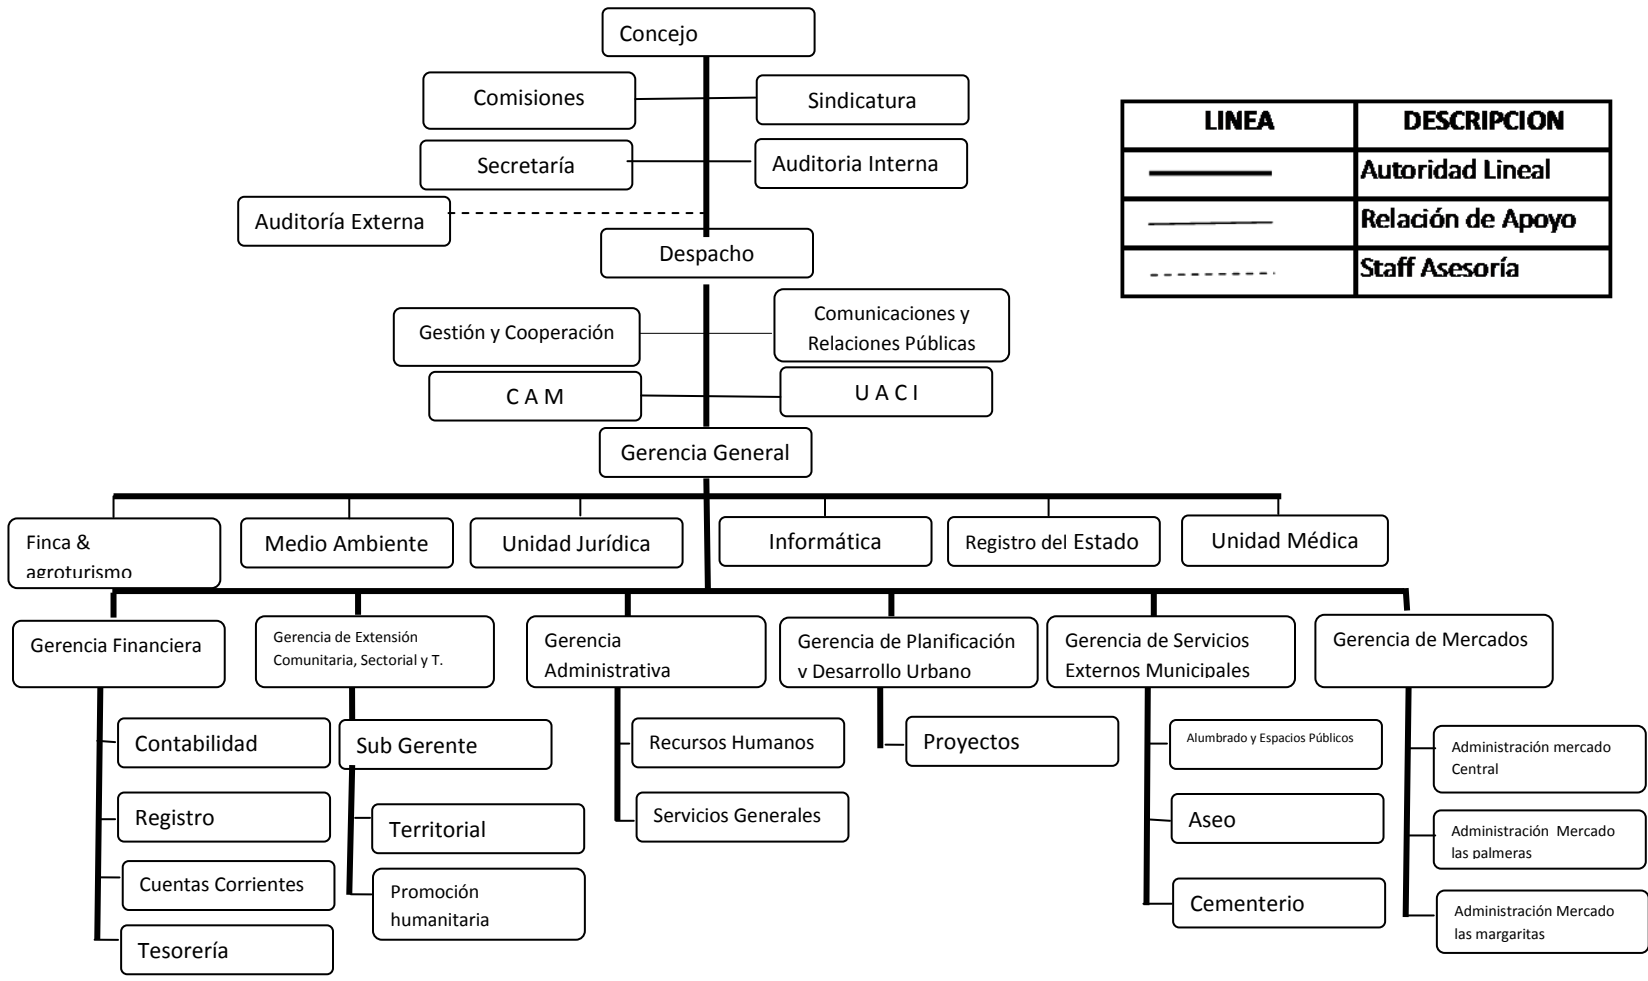 Concejo
Comisiones
Sindicatura
Secretaría
Auditoria Interna
Auditoría Externa
Despacho
LINEA
DESCRIPCION
Autoridad Lineal
Relación de Apoyo
Staff Asesoría
Gestión y Cooperación
Comunicaciones y
Relaciones Públicas
C A M
U A C I
Gerencia General
Finca &
agroturismo
Medio Ambiente
Unidad Jurídica
Informática
Registro del Estado
Unidad Médica
Gerencia Financiera
Gerencia de Extensión
Comunitaria, Sectorial y T.
Gerencia
Administrativa
Gerencia de Planificación
y Desarrollo Urbano
Gerencia de Servicios
Externos Municipales
Gerencia de Mercados
Contabilidad
Registro
Cuentas Corrientes
Tesorería
Sub Gerente
Territorial
Promoción
humanitaria
Recursos Humanos
Servicios Generales
Proyectos
Alumbrado y Espacios Públicos
Aseo
Cementerio
Administración mercado
Central
Administración Mercado
las palmeras
Administración Mercado
las margaritas